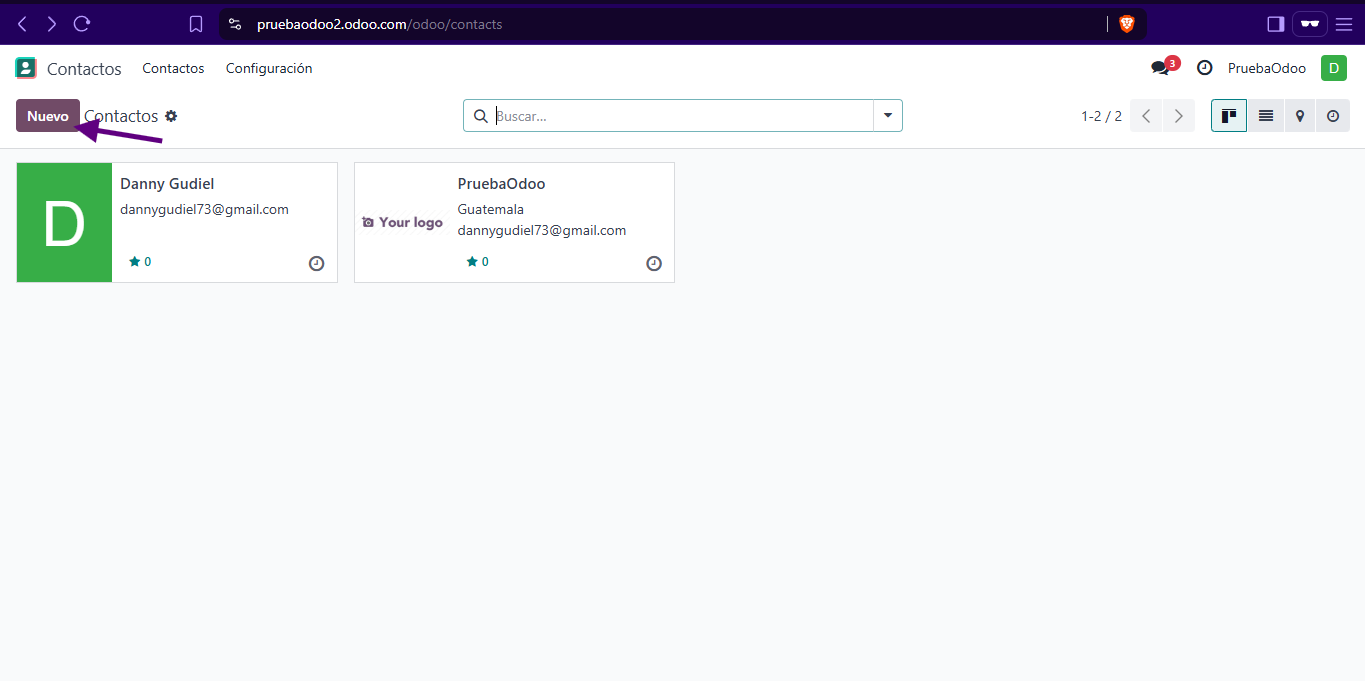 pruebaodoo2.odoo.com/odoo/contacts
Contactos Contactos Configuración 3 PruebaOdoo D
Nuevo Contactos Buscar... 1-2 / 2
D
Danny Gudiel
dannygudiel73@gmail.com
0
Your logo
PruebaOdoo
Guatemala
dannygudiel73@gmail.com
0